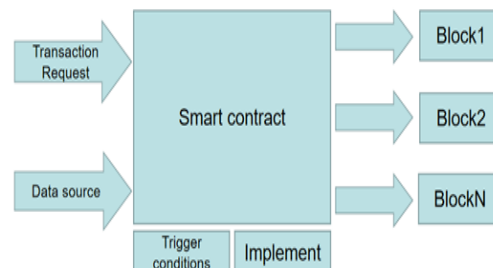 Transaction
Request
Smart contract
Data source
Block1
Block2
BlockN
Trigger
conditions
Implement